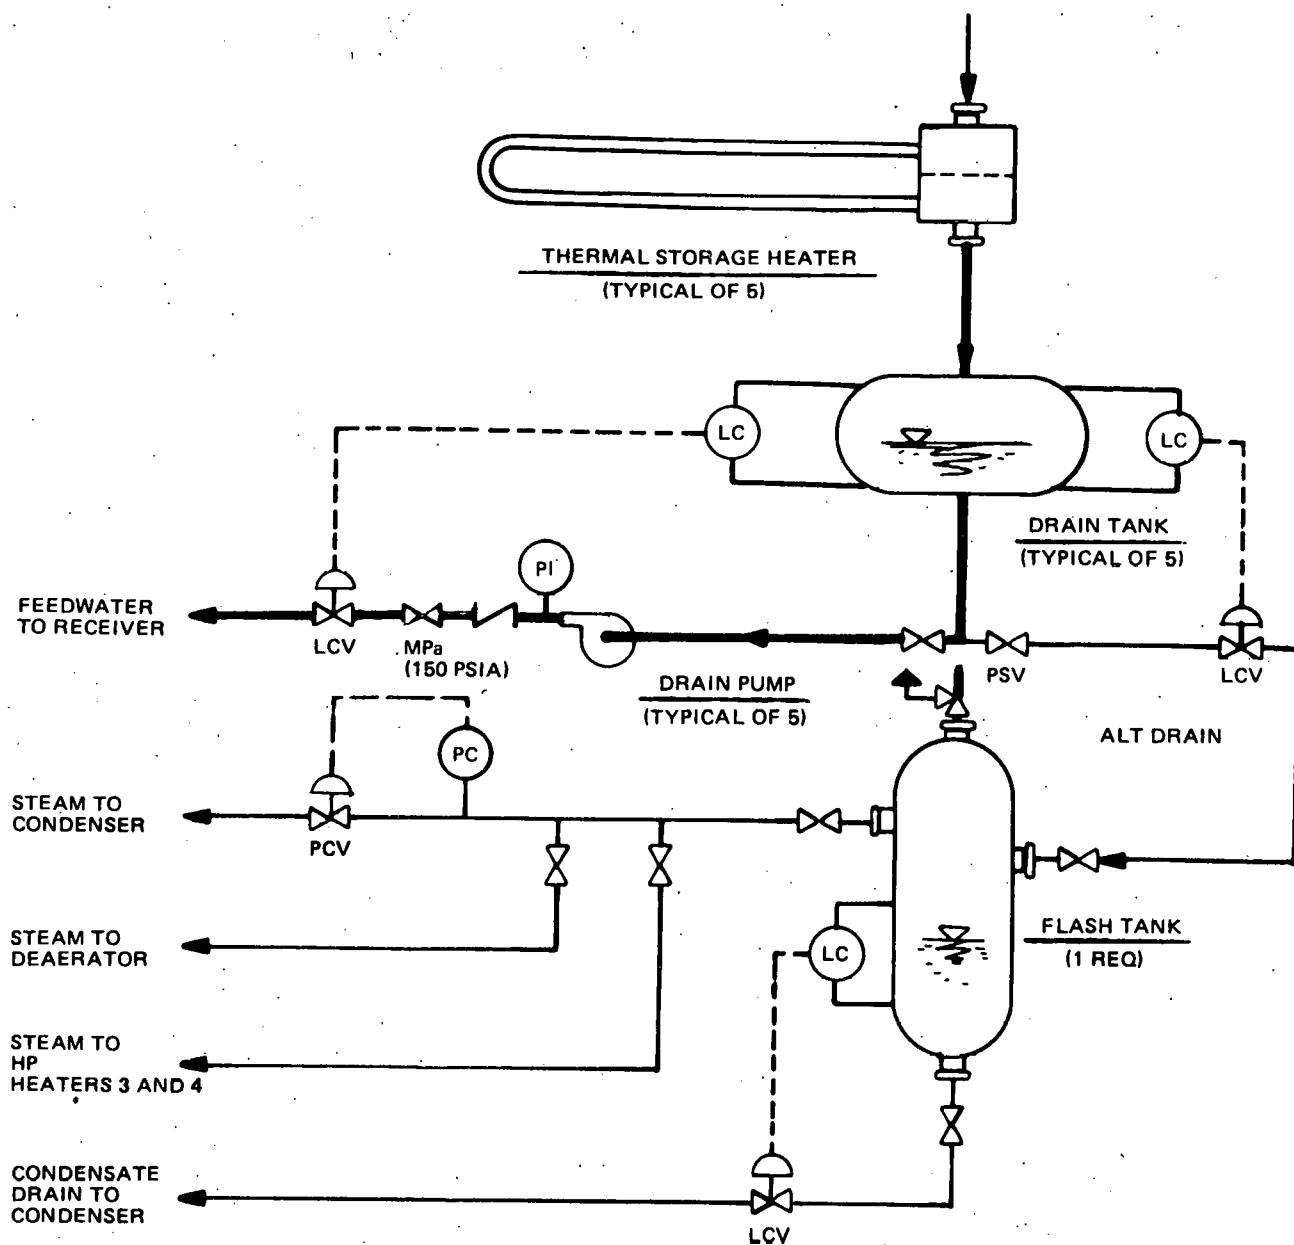 THERMAL STORAGE HEATER
(TYPICAL OF 5)
LC
LC
DRAIN TANK
(TYPICAL OF 5)
PI
FEEDWATER
TO RECEIVER
LCV
MPa
(150 PSIA)
DRAIN PUMP
(TYPICAL OF 5)
PSV
LCV
ALT DRAIN
PC
STEAM TO
CONDENSER
PCV
FLASH TANK
(1 REQ)
LC
STEAM TO
DEAERATOR
STEAM TO
HP
HEATERS 3 AND 4
CONDENSATE
DRAIN TO
CONDENSER
LCV